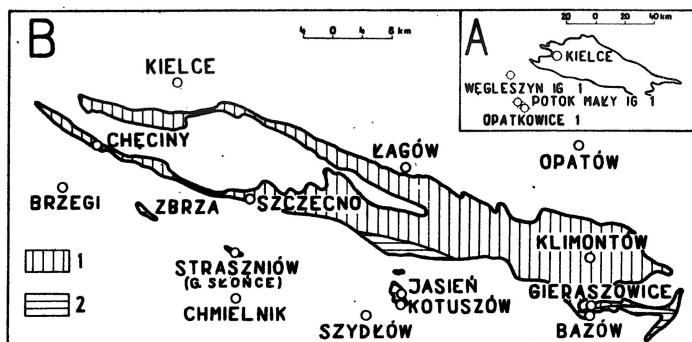 B
4 0 4 8 km
A
20 0 20 40 km
KIELCE
WĘGLESZYN IG 1
POTOK MAŁY IG 1
OPATKOWICE 1
KIELCE
CHĘCINY
ŁAGÓW
OPATÓW
BRZEGI
ZBRZA
SZCZECNO
KLIMONTÓW
1
STRASZNIÓW
(G. SŁOŃCE)
JASIEŃ
GIERASZOWICE
2
KOTUSZÓW
CHMIELNIK
SZYDŁÓW
BAZÓW